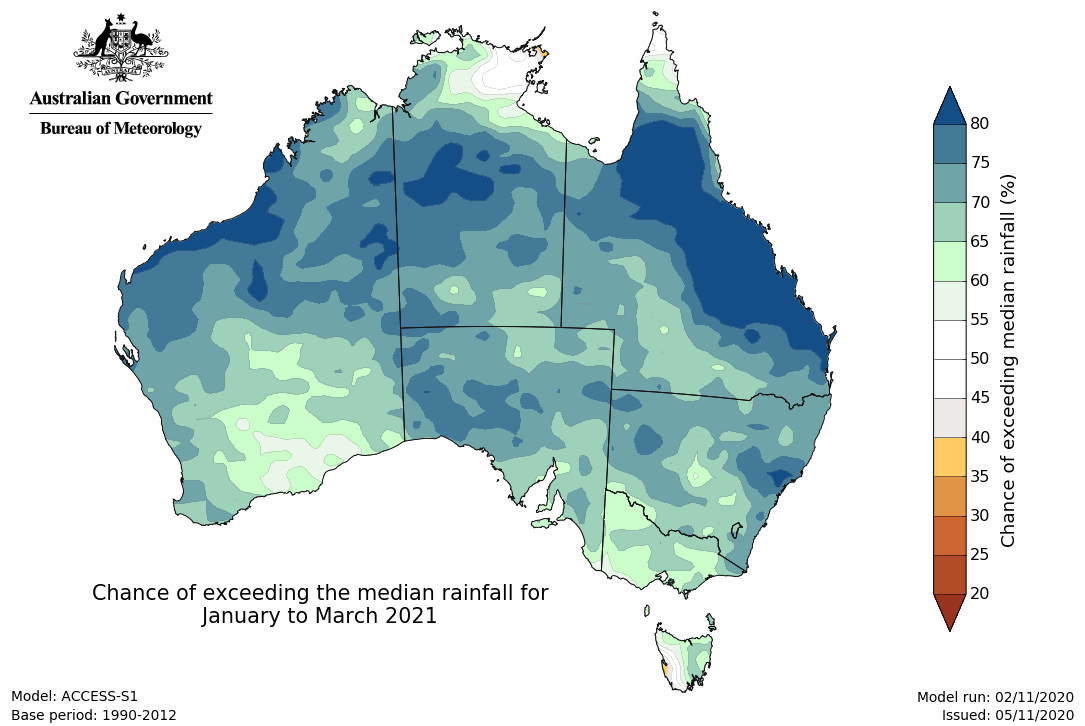 Australian Government
Bureau of Meteorology
80
75
70
65
60
55
50
45
40
35
30
25
20
Chance of exceeding median rainfall (%)
Chance of exceeding the median rainfall for
January to March 2021
Model: ACCESS-S1
Base period: 1990-2012
Model run: 02/11/2020
Issued: 05/11/2020